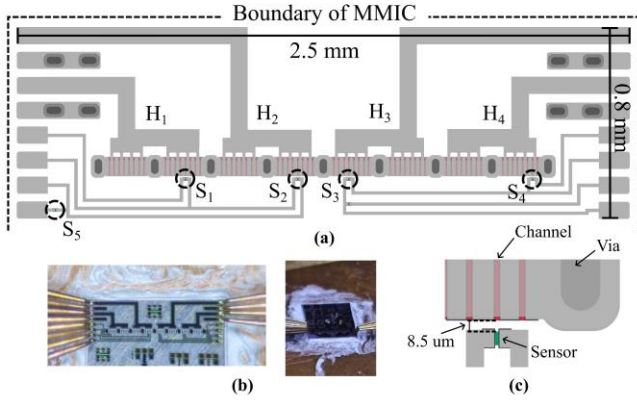 Boundary of MMIC
2.5 mm
0.8 mm
H1
H2
H3
H4
S1
S2
S3
S4
S5
(a)
Channel
Via
8.5 um
Sensor
(b)
(c)